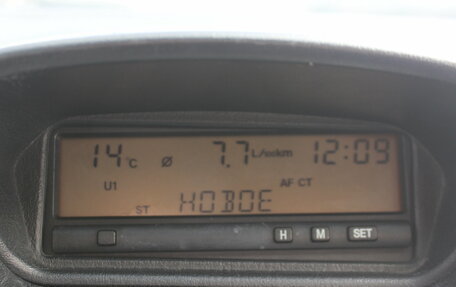 14°C Ø 7.7 L/100km 12:09
U1 AF CT
ST НОВОЕ
H M SET